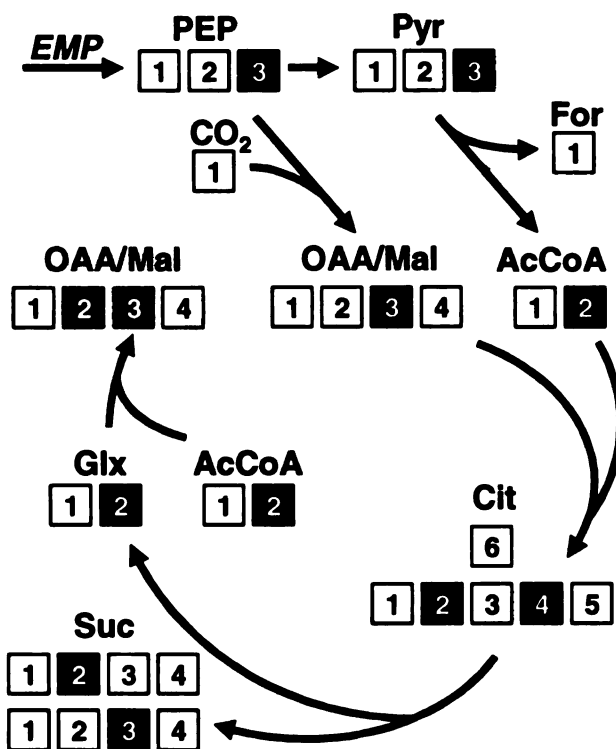 PEP
Pyr
EMP
1 2 3
1 2 3
For
CO2
1
1
OAA/Mal
OAA/Mal
AcCoA
1 2 3 4
1 2 3 4
1 2
Glx
AcCoA
1 2
1 2
Cit
6
1 2 3 4 5
Suc
1 2 3 4
1 2 3 4